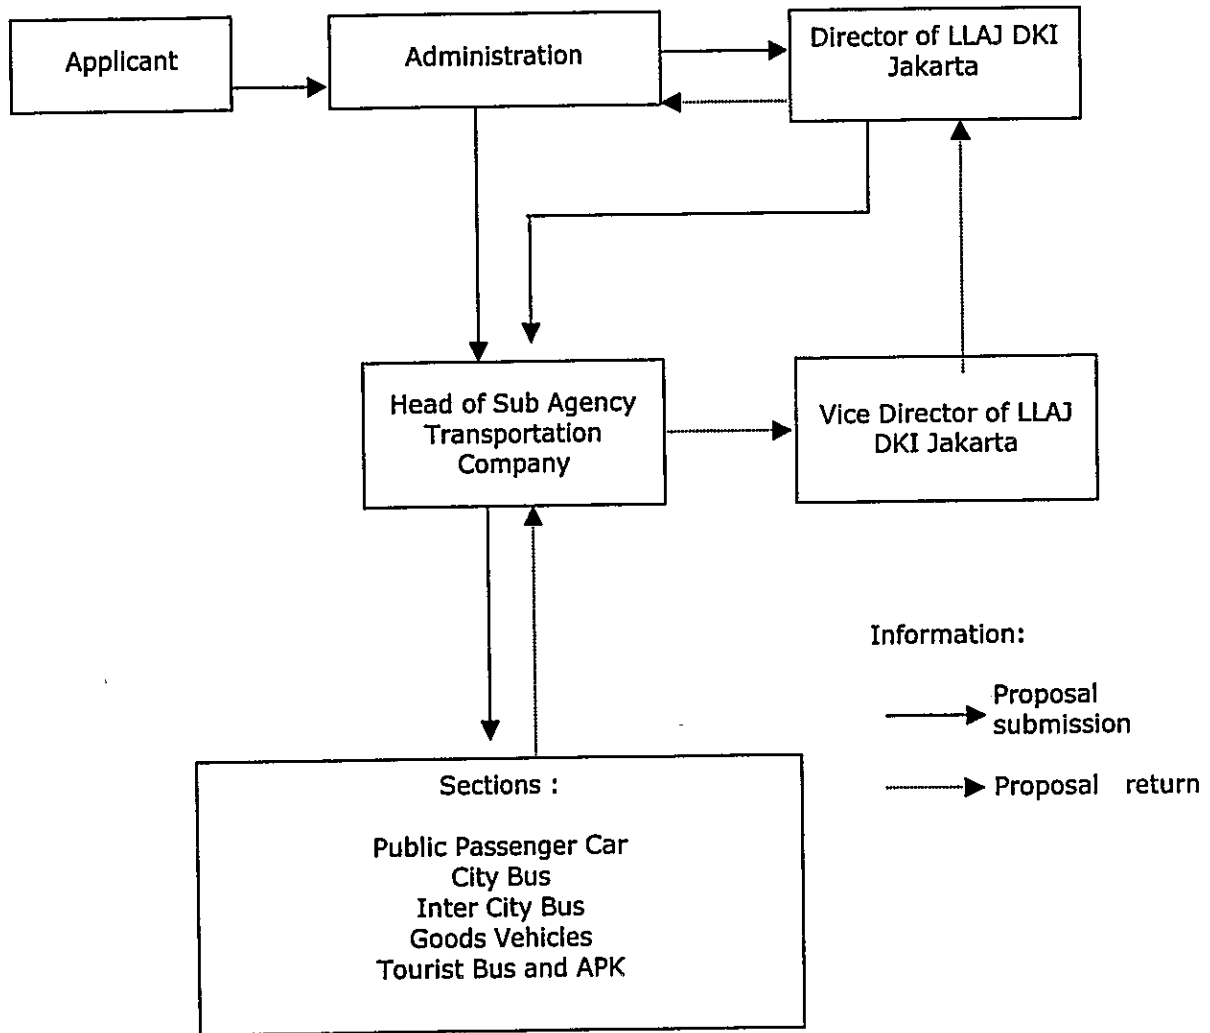 Applicant
Administration
Director of LLAJ DKI
Jakarta
Head of Sub Agency
Transportation
Company
Vice Director of LLAJ
DKI Jakarta
Information:
Proposal
submission
Proposal return
Sections :
Public Passenger Car
City Bus
Inter City Bus
Goods Vehicles
Tourist Bus and APK